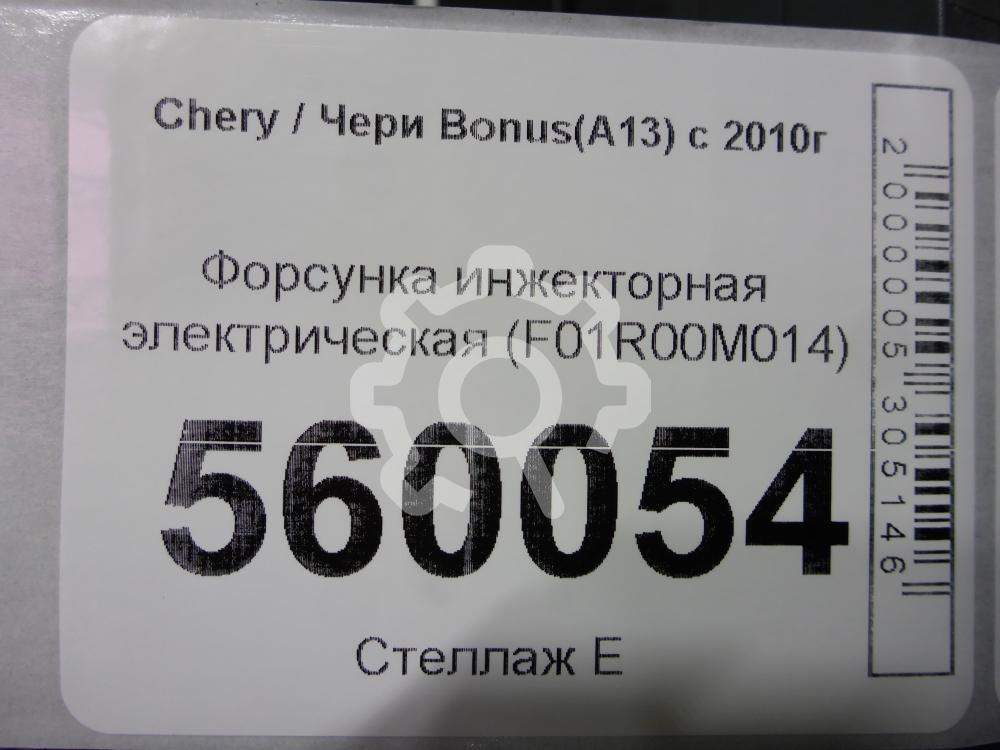 Chery / Чери Bonus(A13) с 2010г
Форсунка инжекторная
электрическая (F01R00M014)
560054
Стеллаж Е
2000005305146